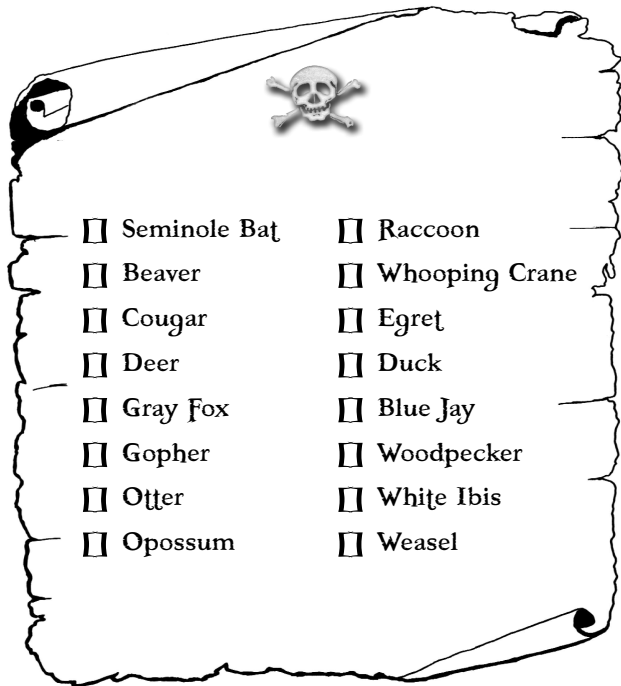 Seminole Bat
Beaver
Cougar
Deer
Gray Fox
Gopher
Otter
Opossum
Raccoon
Whooping Crane
Egret
Duck
Blue Jay
Woodpecker
White Ibis
Weasel